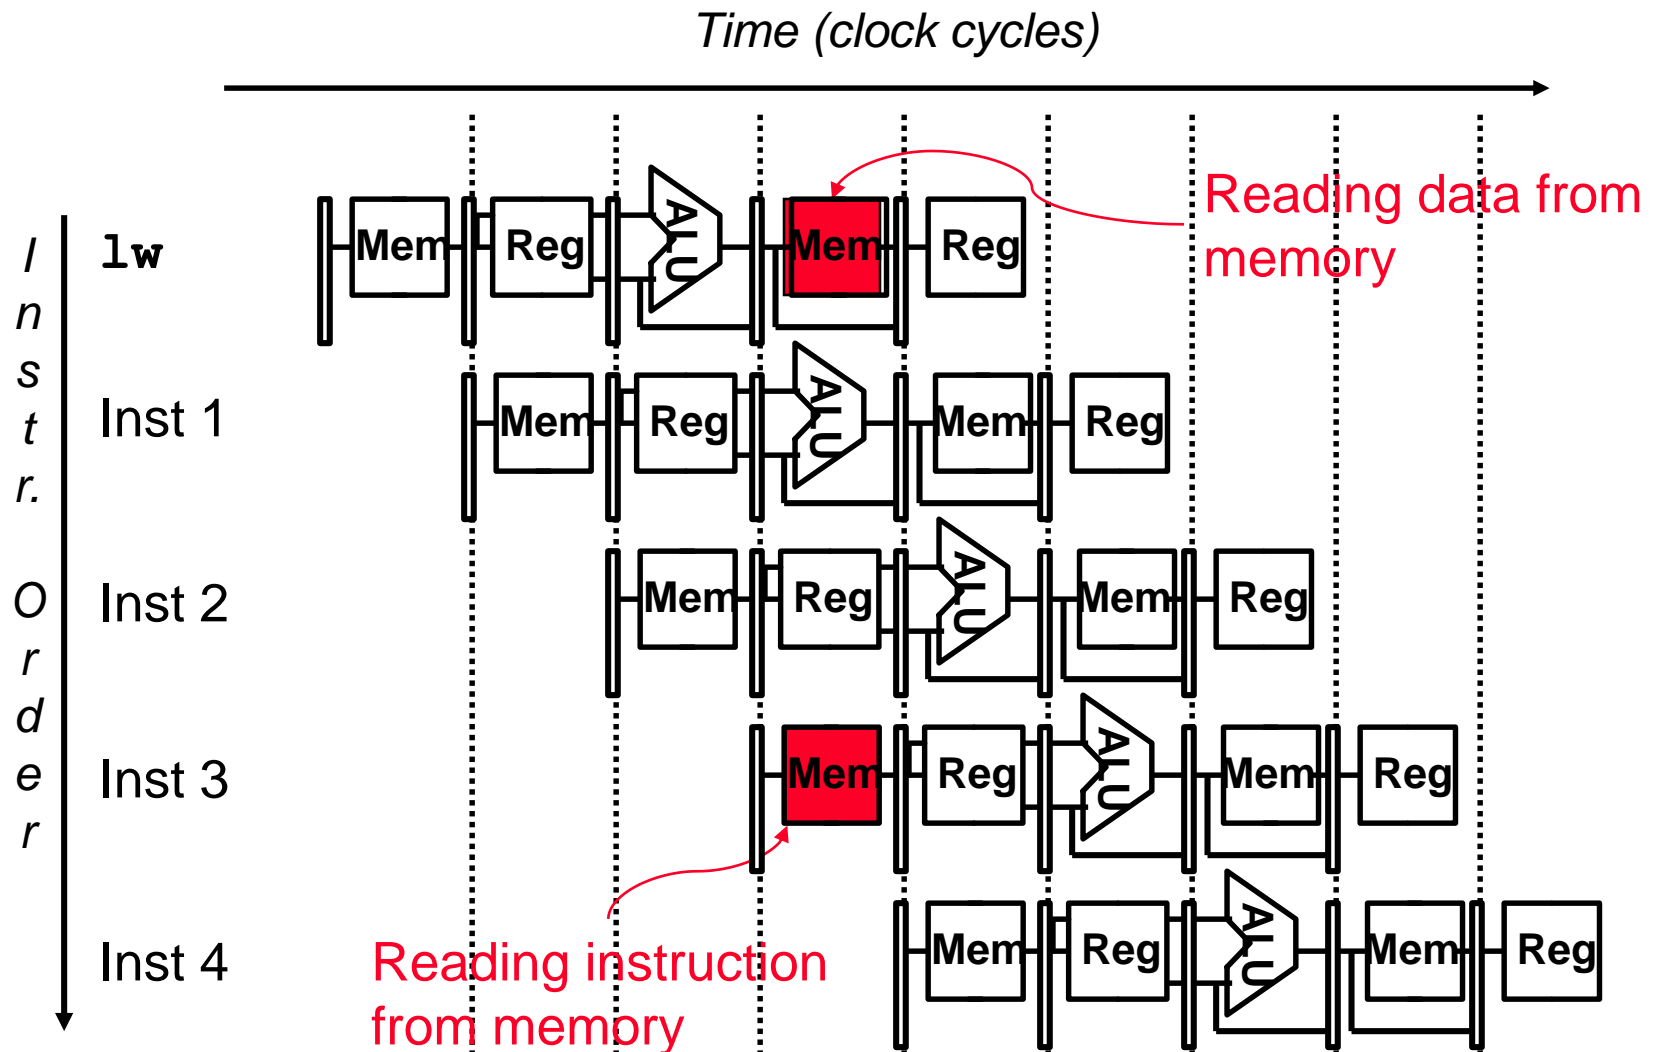 Time (clock cycles)
Instr. Order
lw
Mem Reg ALU Mem Reg
Reading data from
memory
Inst 1
Mem Reg ALU Mem Reg
Inst 2
Mem Reg ALU Mem Reg
Inst 3
Mem Reg ALU Mem Reg
Inst 4
Mem Reg ALU Mem Reg
Reading instruction
from memory